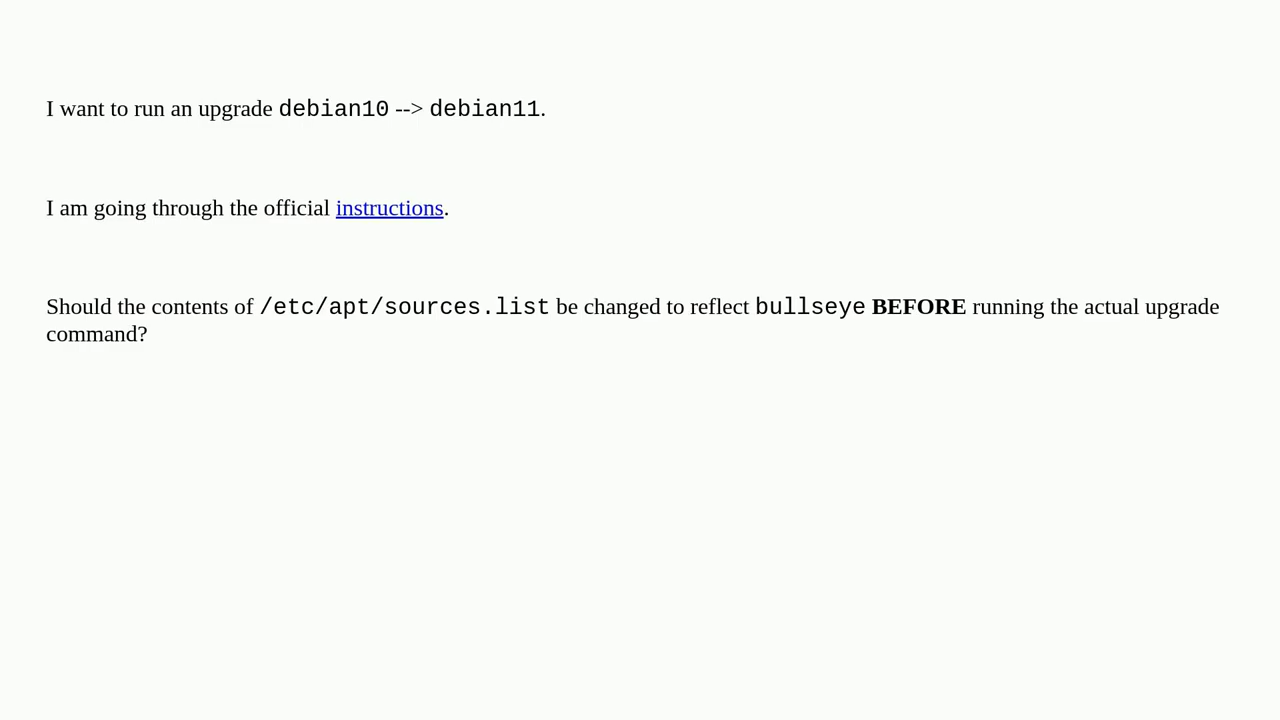 I want to run an upgrade debian10 --> debian11.
I am going through the official instructions.
Should the contents of /etc/apt/sources.list be changed to reflect bullseye BEFORE running the actual upgrade
command?